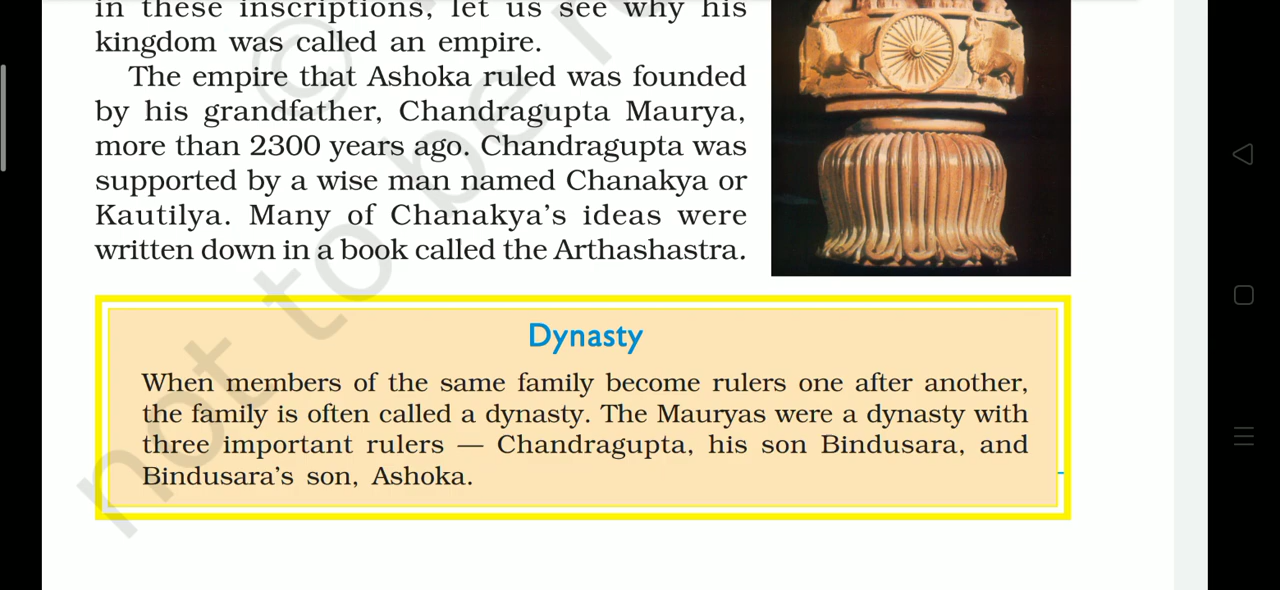 in these inscriptions, let us see why his
kingdom was called an empire.
The empire that Ashoka ruled was founded
by his grandfather, Chandragupta Maurya,
more than 2300 years ago. Chandragupta was
supported by a wise man named Chanakya or
Kautilya. Many of Chanakya's ideas were
written down in a book called the Arthashastra.
Dynasty
When members of the same family become rulers one after another,
the family is often called a dynasty. The Mauryas were a dynasty with
three important rulers — Chandragupta, his son Bindusara, and
Bindusara's son, Ashoka.
©
not to be